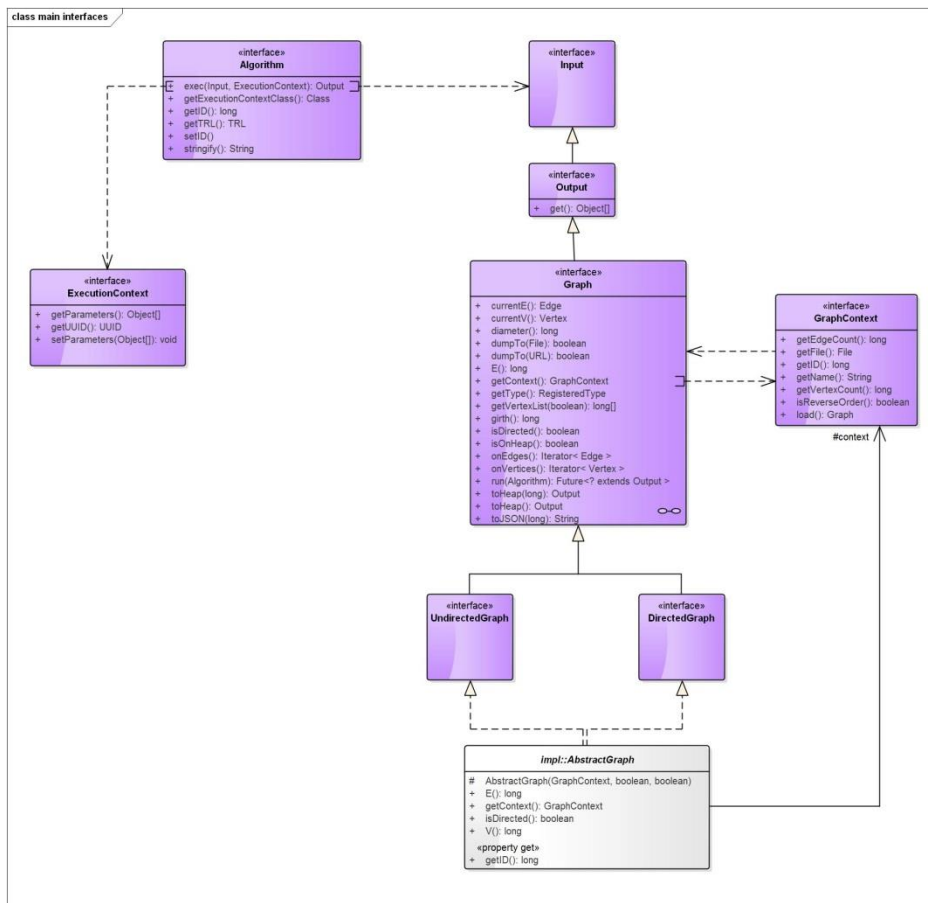 class main interfaces
«interface»
Algorithm
+ exec(Input, ExecutionContext): Output
+ getExecutionContextClass(): Class
+ getID(): long
+ getTRL(): TRL
+ setID()
+ stringify(): String
«interface»
Input
«interface»
Output
+ get(): Object[]
«interface»
ExecutionContext
+ getParameters(): Object[]
+ getUUID(): UUID
+ setParameters(Object[]): void
«interface»
Graph
+ currentE(): Edge
+ currentV(): Vertex
+ diameter(): long
+ dumpTo(File): boolean
+ dumpTo(URL): boolean
+ E(): long
+ getContext(): GraphContext
+ getType(): RegisteredType
+ getVertexList(boolean): long[]
+ girth(): long
+ isDirected(): boolean
+ isOnHeap(): boolean
+ onEdges(): Iterator< Edge >
+ onVertices(): Iterator< Vertex >
+ run(Algorithm): Future<? extends Output >
+ toHeap(long): Output
+ toHeap(): Output
+ toJSON(long): String
«interface»
GraphContext
+ getEdgeCount(): long
+ getFile(): File
+ getID(): long
+ getName(): String
+ getVertexCount(): long
+ isReverseOrder(): boolean
+ load(): Graph
#context
«interface»
UndirectedGraph
«interface»
DirectedGraph
impl::AbstractGraph
# AbstractGraph(GraphContext, boolean, boolean)
+ E(): long
+ getContext(): GraphContext
+ isDirected(): boolean
+ V(): long
«property get»
+ getID(): long